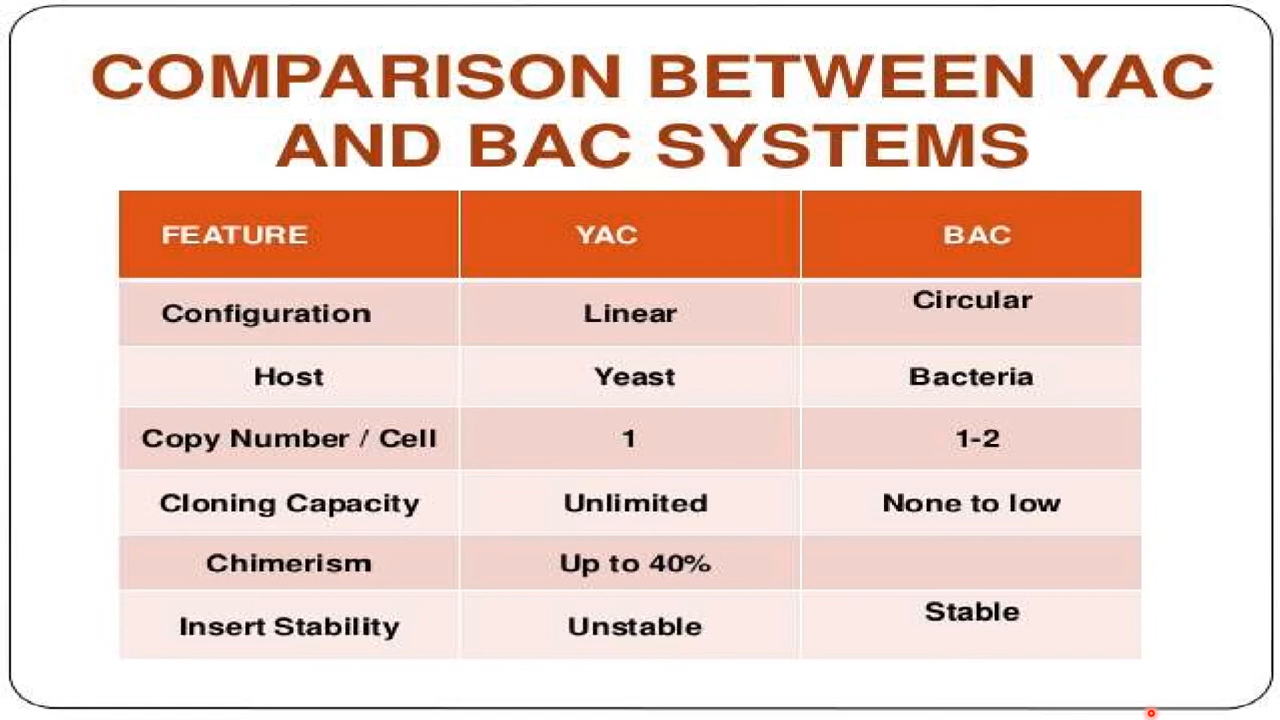 COMPARISON BETWEEN YAC
AND BAC SYSTEMS
FEATURE YAC BAC
Configuration Linear Circular
Host Yeast Bacteria
Copy Number / Cell 1 1-2
Cloning Capacity Unlimited None to low
Chimerism Up to 40%
Insert Stability Unstable Stable